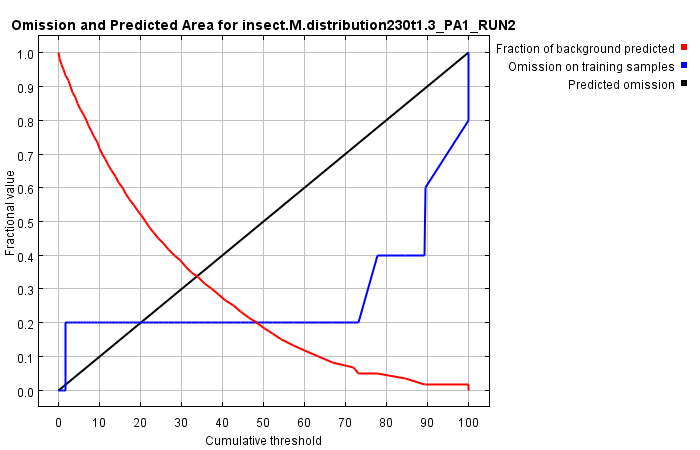 Omission and Predicted Area for insect.M.distribution230t1.3_PA1_RUN2
Fraction of background predicted
Omission on training samples
Predicted omission
Fractional value
1.0
0.9
0.8
0.7
0.6
0.5
0.4
0.3
0.2
0.1
0.0
0 10 20 30 40 50 60 70 80 90 100
Cumulative threshold